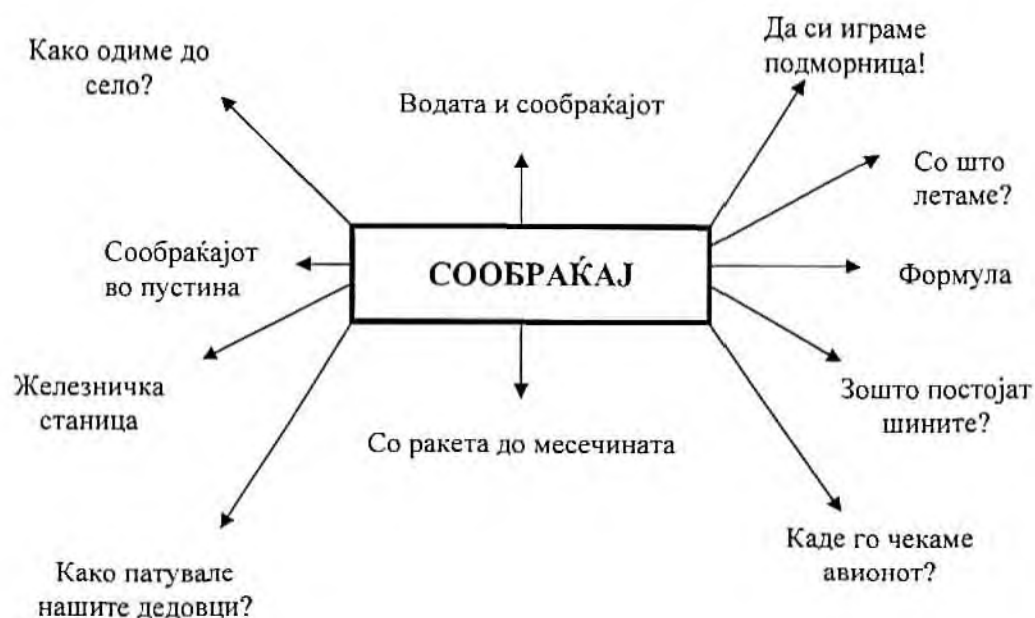 Како одиме до
село?
Водата и сообраќајот
Да си играме
подморница!
Со што
летаме?
Сообраќајот
во пустина
СООБРАЌАЈ
Формула
Железничка
станица
Со ракета до месечината
Зошто постојат
шините?
Како патувале
нашите дедовци?
Каде го чекаме
авионот?